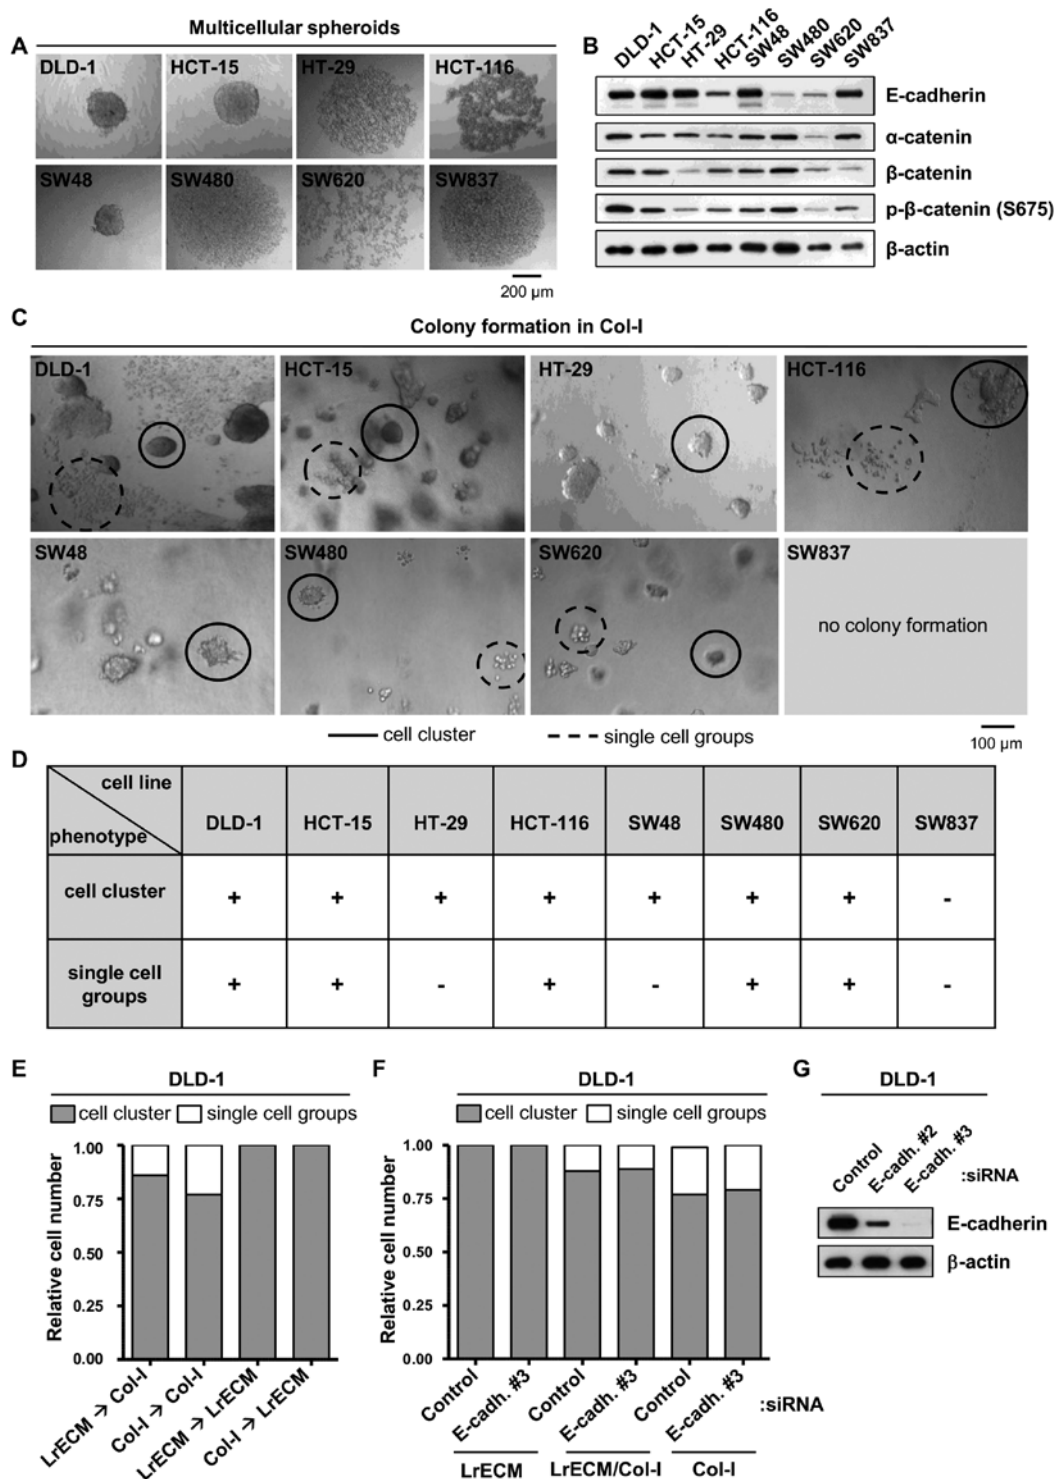 Multicellular spheroids
A
DLD-1 HCT-15 HT-29 HCT-116
SW48 SW480 SW620 SW837
200 µm
B
DLD-1 HCT-15 HT-29 HCT-116 SW48 SW480 SW620 SW837
E-cadherin
α-catenin
β-catenin
p-β-catenin (S675)
β-actin
C
Colony formation in Col-I
DLD-1 HCT-15 HT-29 HCT-116
SW48 SW480 SW620 SW837
no colony formation
cell cluster single cell groups
100 µm
D
cell line
phenotype
DLD-1 HCT-15 HT-29 HCT-116 SW48 SW480 SW620 SW837
cell cluster + + + + + + + -
single cell
groups
+ + - + - + + -
E
DLD-1
cell cluster single cell groups
Relative cell number
1.00
0.75
0.50
0.25
0.00
LrECM → Col-I
Col-I → Col-I
LrECM → LrECM
Col-I → LrECM
F
DLD-1
cell cluster single cell groups
Relative cell number
1.00
0.75
0.50
0.25
0.00
Control E-cadh. #3 Control E-cadh. #3 Control E-cadh. #3 :siRNA
LrECM LrECM/Col-I Col-I
G
DLD-1
Control E-cadh. #2 E-cadh. #3 :siRNA
E-cadherin
β-actin